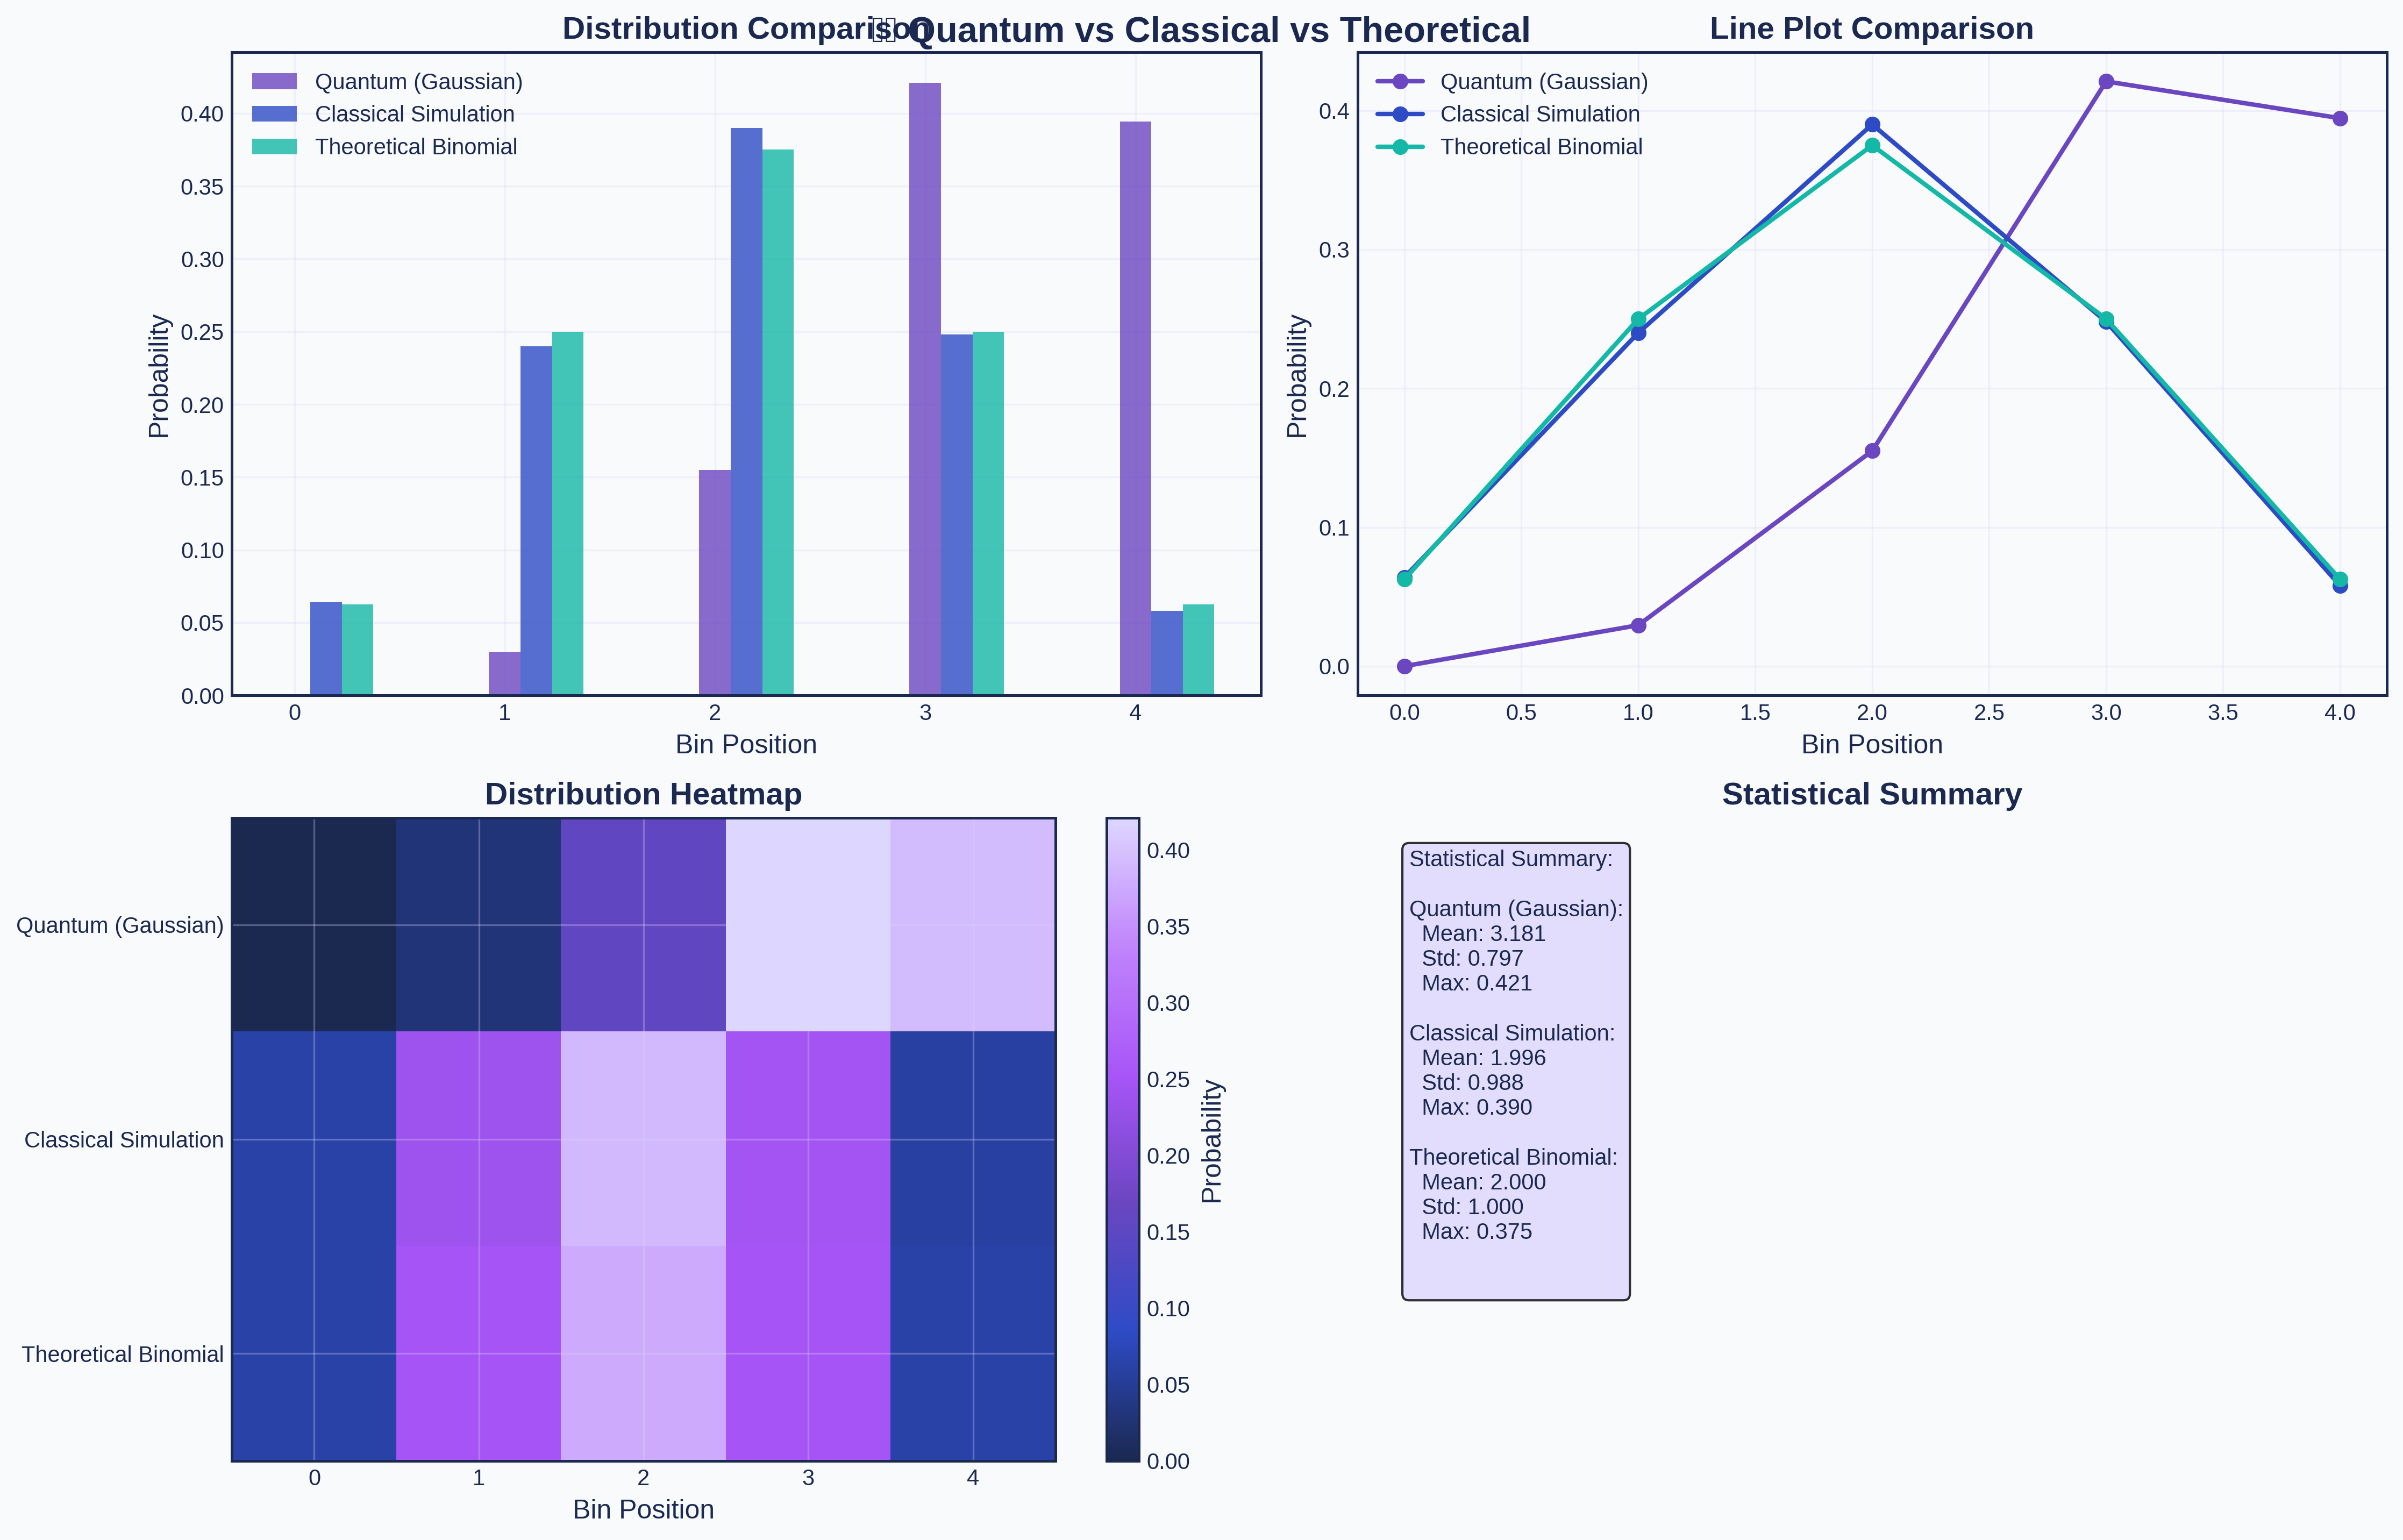 Distribution Comparison
Quantum vs Classical vs Theoretical
Line Plot Comparison
Quantum (Gaussian)
Classical Simulation
Theoretical Binomial
Probability
0.40
0.35
0.30
0.25
0.20
0.15
0.10
0.05
0.00
0 1 2 3 4
Bin Position
Quantum (Gaussian)
Classical Simulation
Theoretical Binomial
Probability
0.4
0.3
0.2
0.1
0.0
0.0 0.5 1.0 1.5 2.0 2.5 3.0 3.5 4.0
Bin Position
Distribution Heatmap
Quantum (Gaussian)
Classical Simulation
Theoretical Binomial
0 1 2 3 4
Bin Position
0.40
0.35
0.30
0.25
0.20
0.15
0.10
0.05
0.00
Probability
Statistical Summary
Statistical Summary:
Quantum (Gaussian):
Mean: 3.181
Std: 0.797
Max: 0.421
Classical Simulation:
Mean: 1.996
Std: 0.988
Max: 0.390
Theoretical Binomial:
Mean: 2.000
Std: 1.000
Max: 0.375